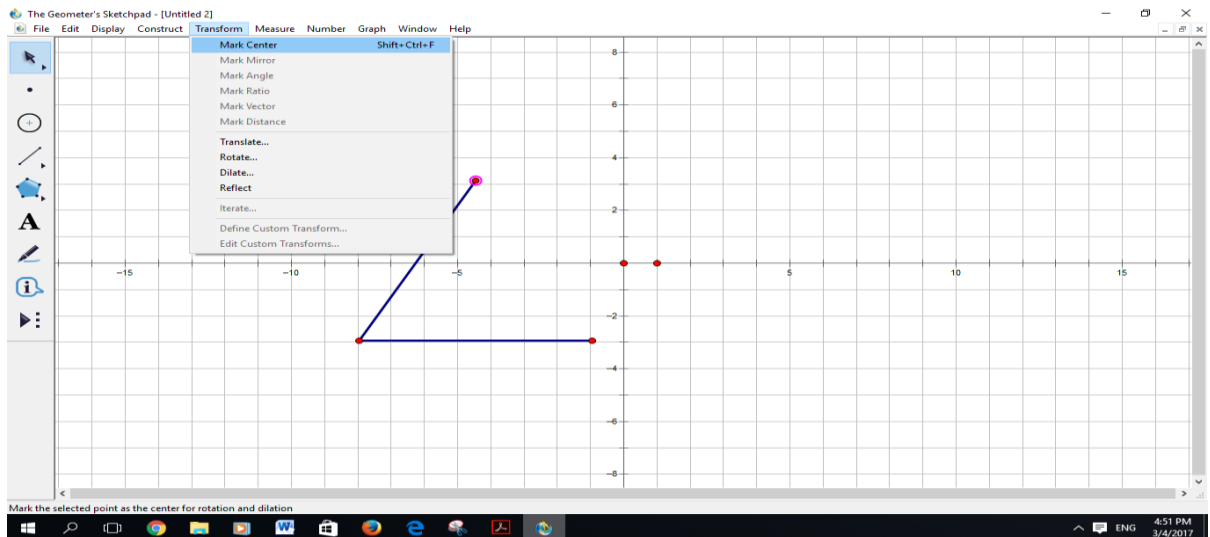 The Geometer's Sketchpad - [Untitled 2]
File Edit Display Construct Transform Measure Number Graph Window Help
Mark Center Shift+Ctrl+F
Mark Mirror
Mark Angle
Mark Ratio
Mark Vector
Mark Distance
Translate...
Rotate...
Dilate...
Reflect
Iterate...
Define Custom Transform...
Edit Custom Transforms...
A
8
6
4
2
-15 -10 -5 5 10 15
-2
-4
-6
-8
Mark the selected point as the center for rotation and dilation
ENG 4:51 PM
3/4/2017